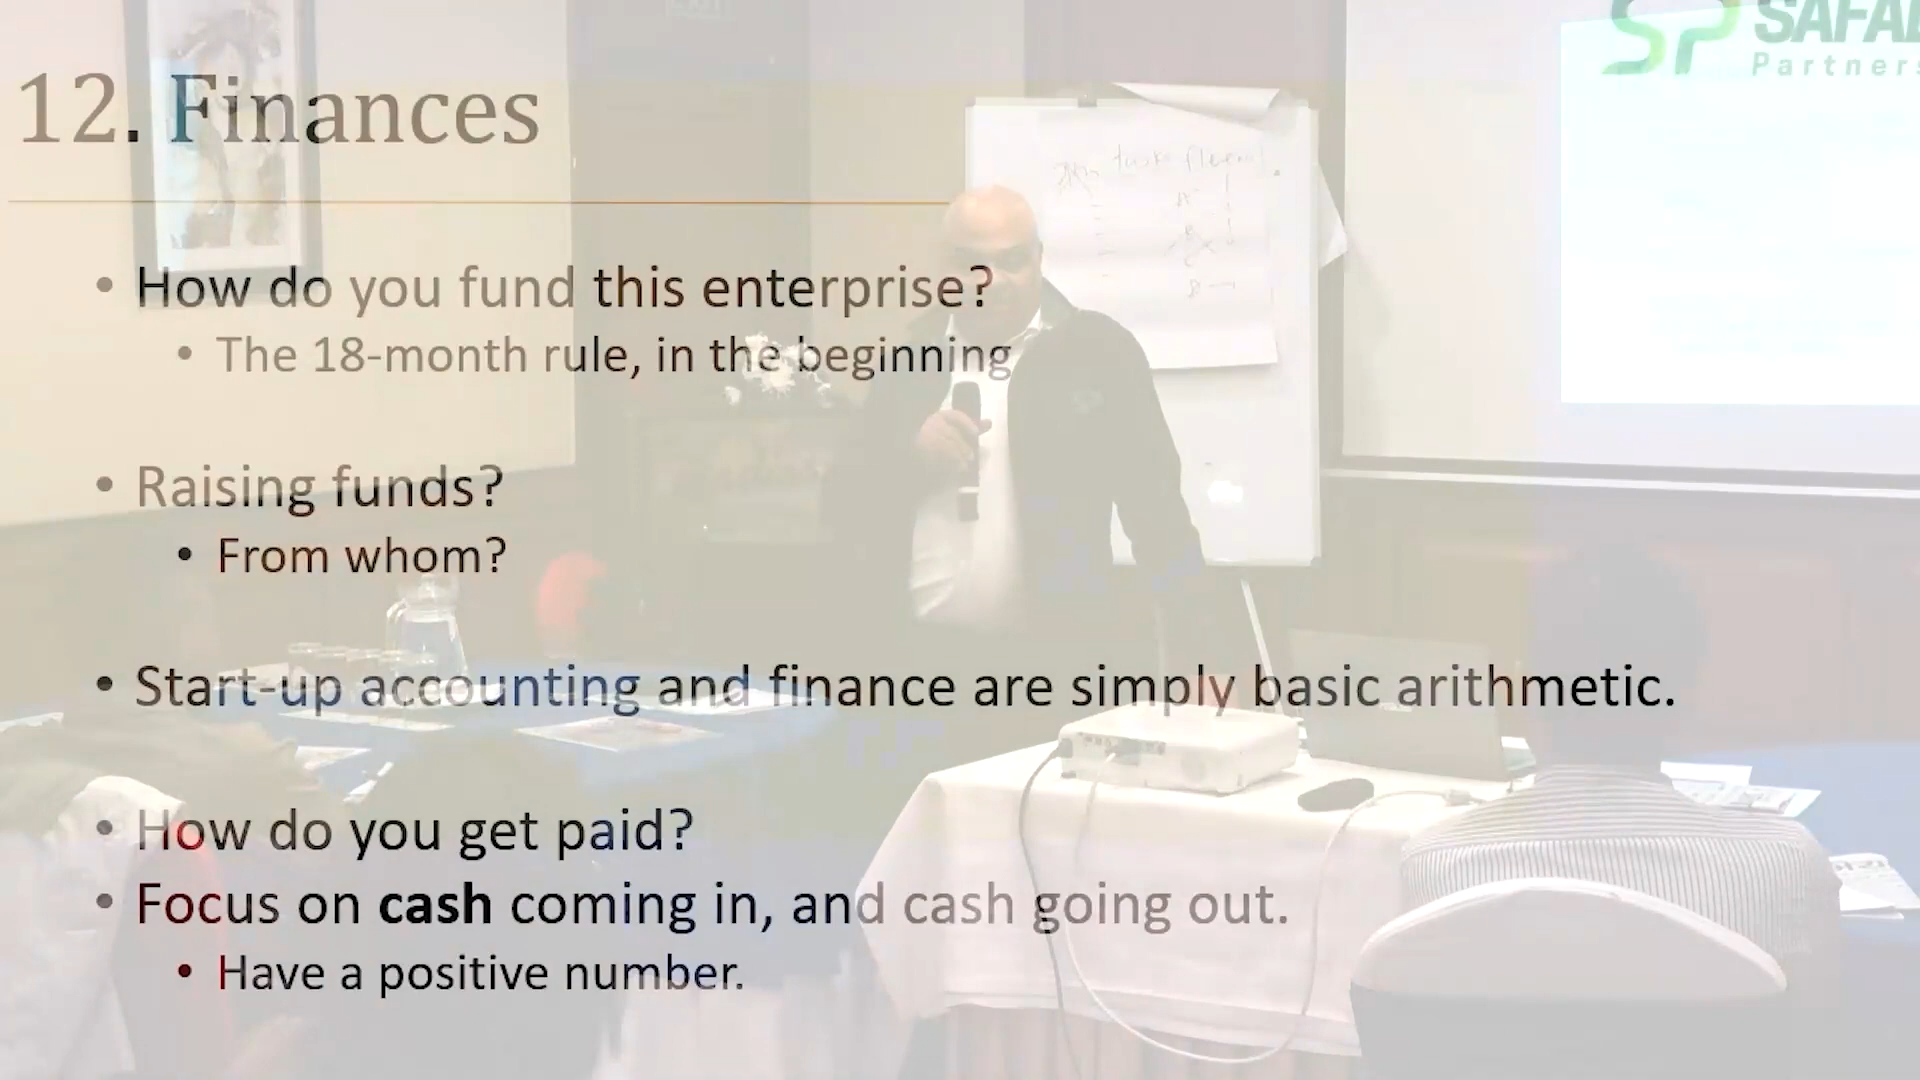 EXIT
SAFAL
Partners
12. Finances
• How do you fund this enterprise?
• The 18-month rule, in the beginning
• Raising funds?
• From whom?
• Start-up accounting and finance are simply basic arithmetic.
• How do you get paid?
• Focus on cash coming in, and cash going out.
• Have a positive number.